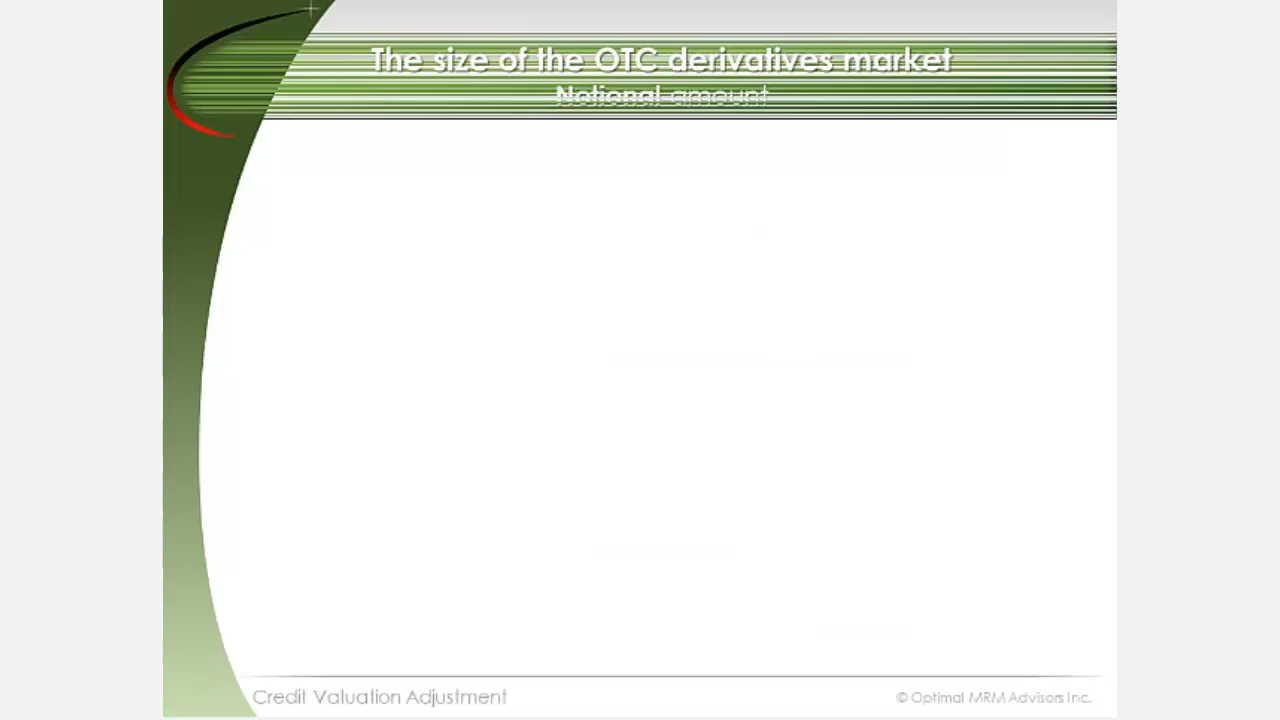 The size of the OTC derivatives market
Notional amount
Credit Valuation Adjustment
© Optimal MRM Advisors Inc.